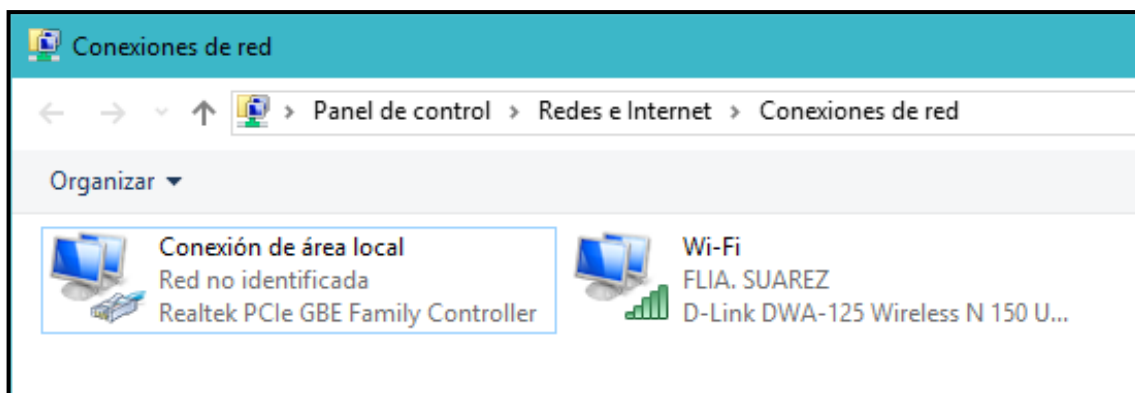 Conexiones de red
Panel de control > Redes e Internet > Conexiones de red
Organizar
Conexión de área local
Red no identificada
Realtek PCIe GBE Family Controller
Wi-Fi
FLIA. SUAREZ
D-Link DWA-125 Wireless N 150 U...